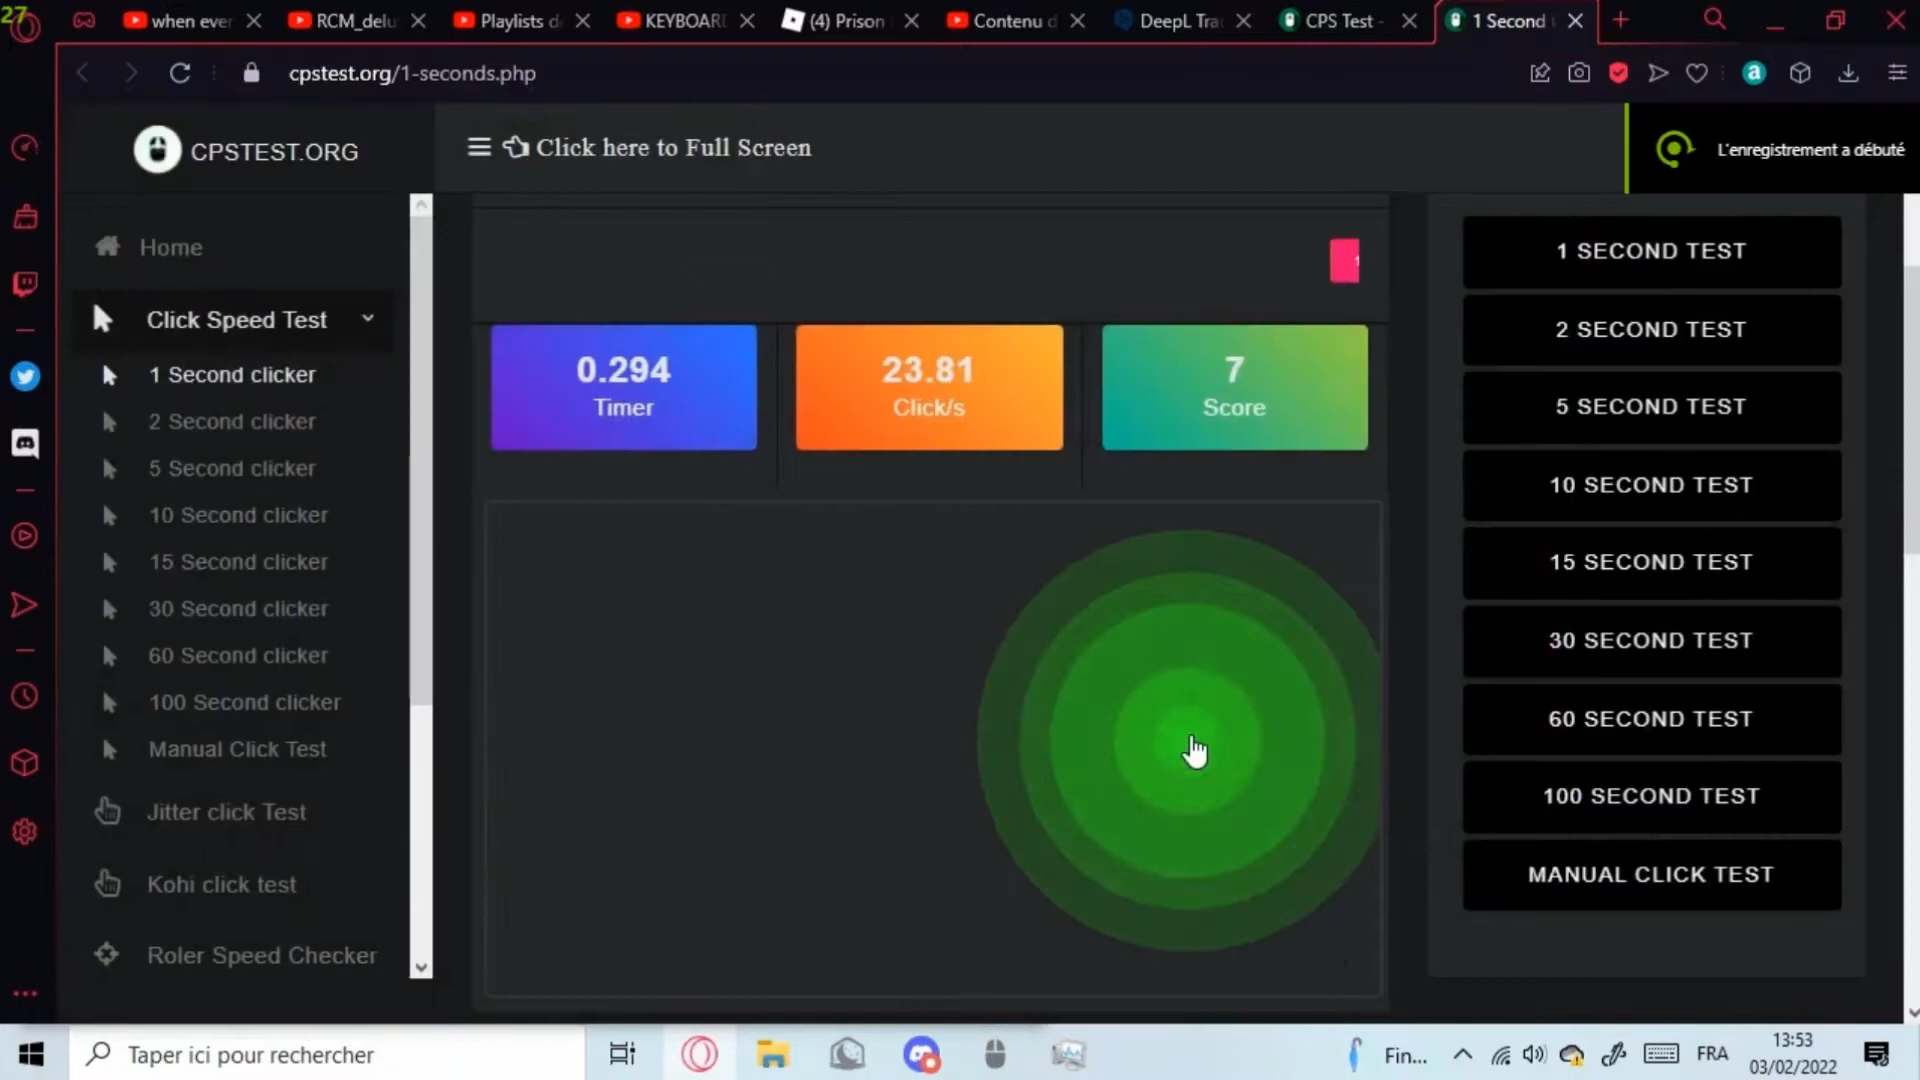 27
when ever
RCM_delu
Playlists d
KEYBOARD
(4) Prison
Contenu d
DeepL Tra
CPS Test -
1 Second
cpstest.org/1-seconds.php
CPSTEST.ORG
Click here to Full Screen
L'enregistrement a débuté
Home
Click Speed Test
1 Second clicker
2 Second clicker
5 Second clicker
10 Second clicker
15 Second clicker
30 Second clicker
60 Second clicker
100 Second clicker
Manual Click Test
Jitter click Test
Kohi click test
Roler Speed Checker
0.294
Timer
23.81
Click/s
7
Score
1 SECOND TEST
2 SECOND TEST
5 SECOND TEST
10 SECOND TEST
15 SECOND TEST
30 SECOND TEST
60 SECOND TEST
100 SECOND TEST
MANUAL CLICK TEST
Taper ici pour rechercher
Fin...
FRA
13:53
03/02/2022